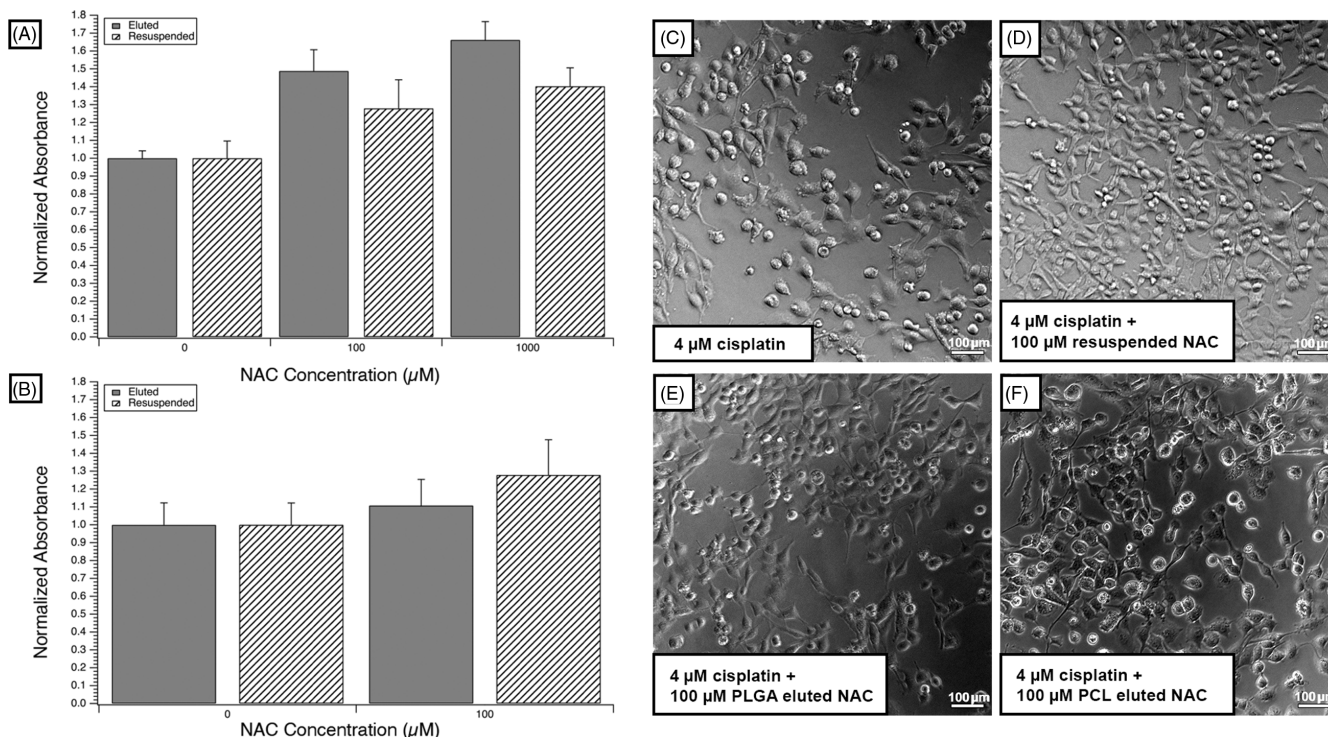 (A)
Normalized Absorbance
1.8
1.7
1.6
1.5
1.4
1.3
1.2
1.1
1.0
0.9
0.8
0.7
0.6
0.5
0.4
0.3
0.2
0.1
0.0
Eluted
Resuspended
0 100 1000
NAC Concentration (µM)
(B)
Normalized Absorbance
1.8
1.7
1.6
1.5
1.4
1.3
1.2
1.1
1.0
0.9
0.8
0.7
0.6
0.5
0.4
0.3
0.2
0.1
0.0
Eluted
Resuspended
0 100
NAC Concentration (µM)
(C)
4 µM cisplatin
100 µm
(D)
4 µM cisplatin +
100 µM resuspended NAC
100 µm
(E)
4 µM cisplatin +
100 µM PLGA eluted NAC
100 µm
(F)
4 µM cisplatin +
100 µM PCL eluted NAC
100 µm